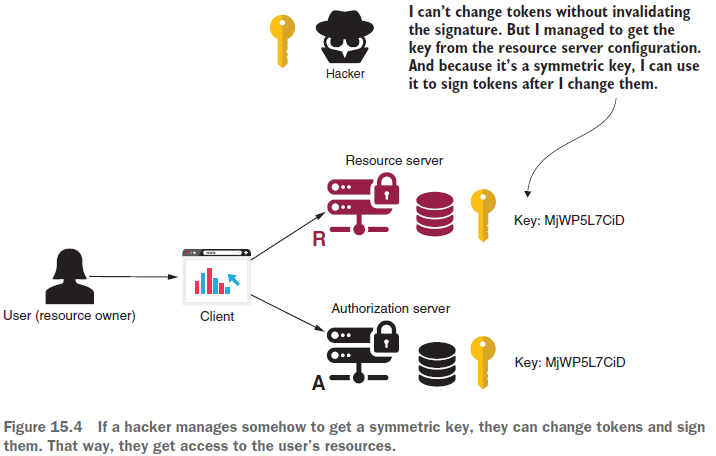 I can’t change tokens without invalidating
the signature. But I managed to get the
key from the resource server configuration.
And because it’s a symmetric key, I can use
it to sign tokens after I change them.
Hacker
Resource server
R
Key: MjWP5L7CiD
www
User (resource owner)
Client
Authorization server
A
Key: MjWP5L7CiD
Figure 15.4 If a hacker manages somehow to get a symmetric key, they can change tokens and sign
them. That way, they get access to the user’s resources.